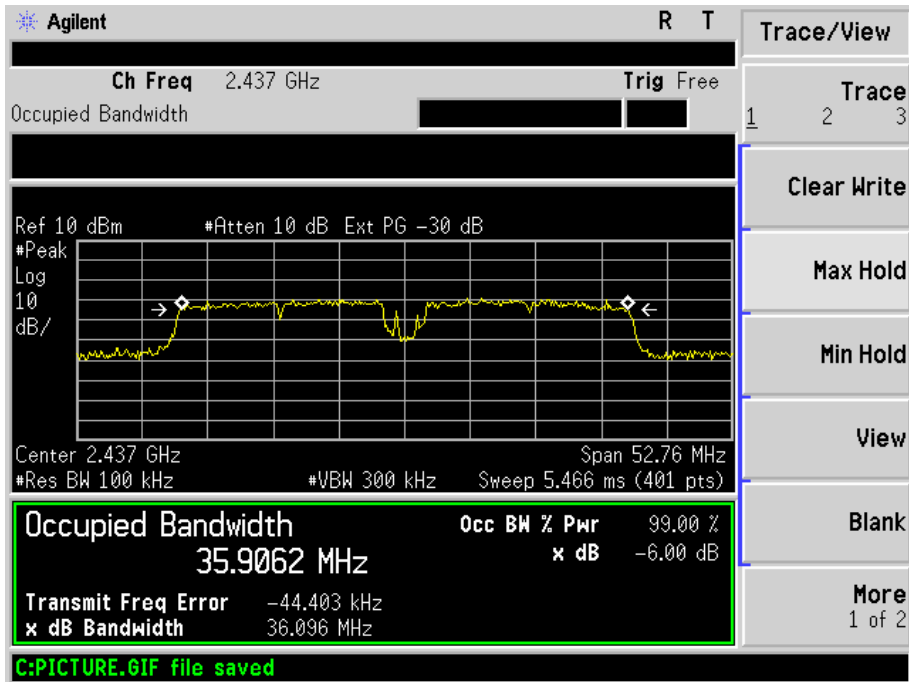 Agilent R T
Trace/View
Ch Freq 2.437 GHz Trig Free
Occupied Bandwidth
Trace
1 2 3
Clear Write
Max Hold
Min Hold
View
Blank
More
1 of 2
Ref 10 dBm #Atten 10 dB Ext PG -30 dB
#Peak
Log
10
dB/
Center 2.437 GHz Span 52.76 MHz
#Res BW 100 kHz #VBW 300 kHz Sweep 5.466 ms (401 pts)
Occupied Bandwidth Occ BW % Pwr 99.00 %
35.9062 MHz x dB -6.00 dB
Transmit Freq Error -44.403 kHz
x dB Bandwidth 36.096 MHz
C:PICTURE.GIF file saved